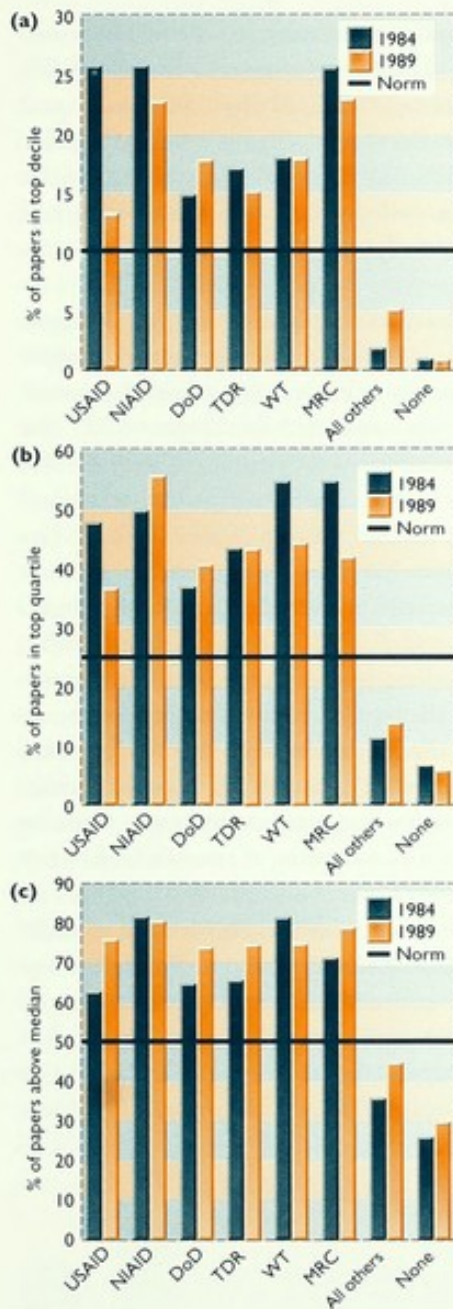 (a)
% of papers in top decile
30
25
20
15
10
5
0
1984
1989
Norm
USAID
NIAID
DoD
TDR
WT
MRC
All others
None
(b)
% of papers in top quartile
60
50
40
30
20
10
0
1984
1989
Norm
USAID
NIAID
DoD
TDR
WT
MRC
All others
None
(c)
% of papers above median
90
80
70
60
50
40
30
20
10
0
1984
1989
Norm
USAID
NIAID
DoD
TDR
WT
MRC
All others
None